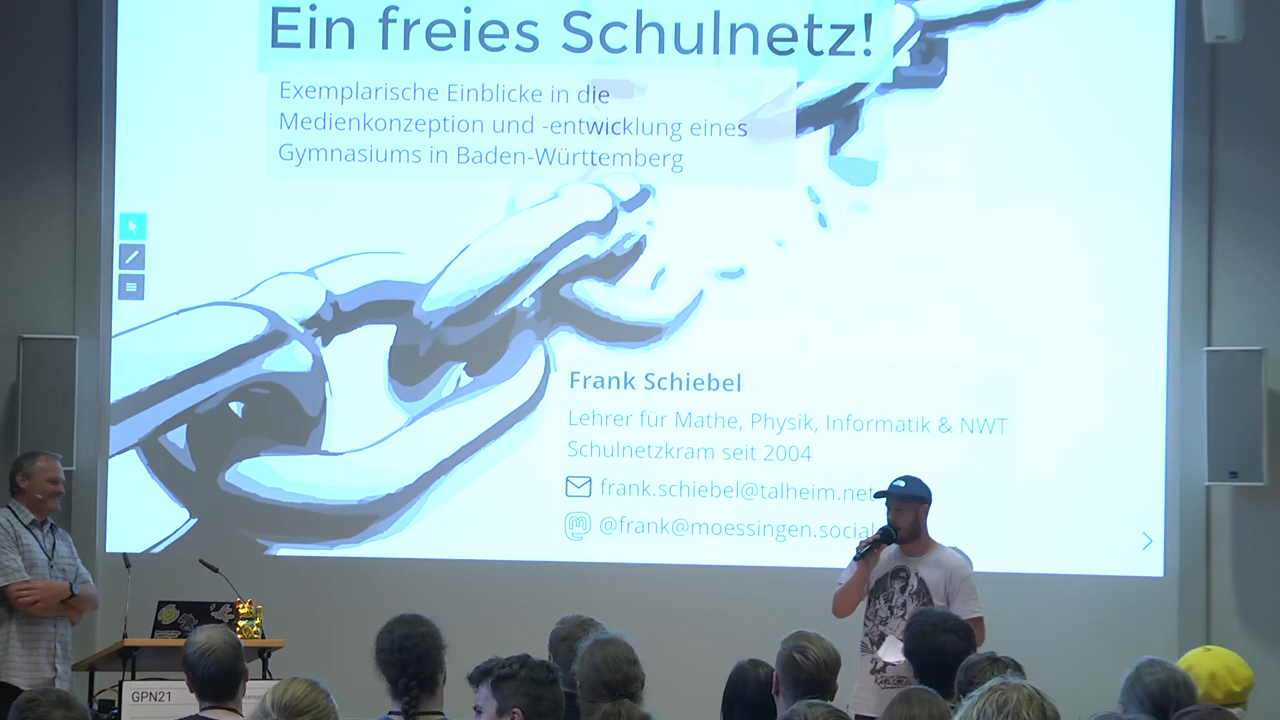 Ein freies Schulnetz!
Exemplarische Einblicke in die
Medienkonzeption und -entwicklung eines
Gymnasiums in Baden-Württemberg
Frank Schiebel
Lehrer für Mathe, Physik, Informatik & NWT
Schulnetzkram seit 2004
frank.schiebel@talheim.net
@frank@moessingen.social
GPN21